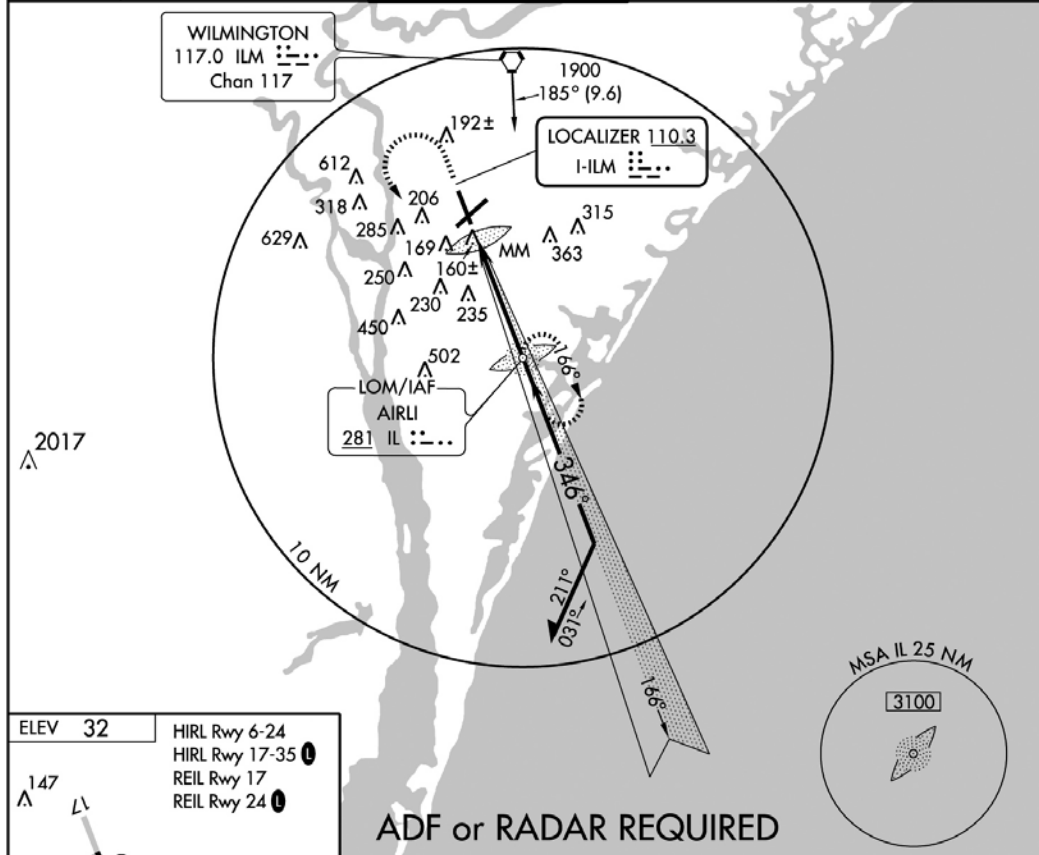 WILMINGTON
117.0 ILM
Chan 117
1900
185° (9.6)
LOCALIZER 110.3
I-ILM
192±
612
318
206
285
629
169
MM
315
363
160±
250
230
235
450
502
166°
LOM/IAF
AIRLI
281 IL
2017
346°
10 NM
211°
031°
166°
MSA IL 25 NM
3100
ELEV 32
HIRL Rwy 6-24
HIRL Rwy 17-35 L
REIL Rwy 17
REIL Rwy 24 L
147
17
ADF or RADAR REQUIRED